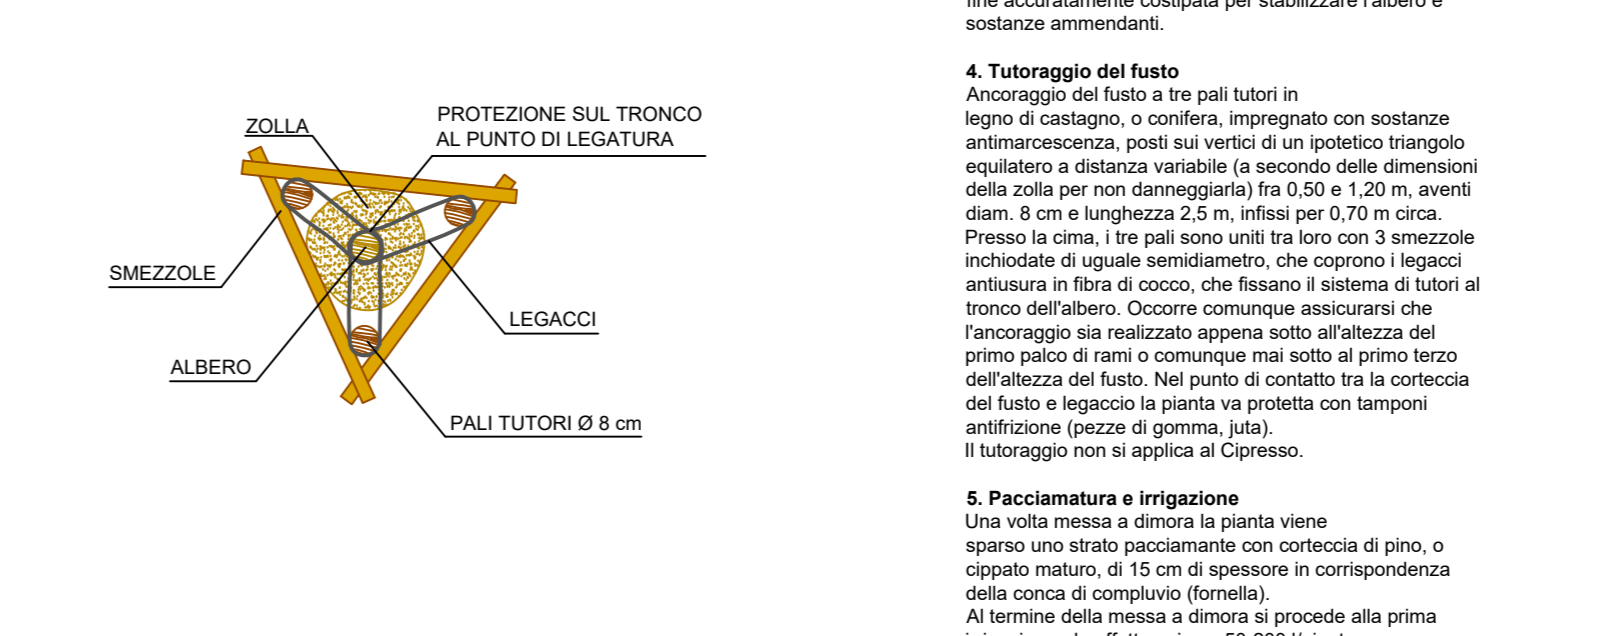 ZOLLA
PROTEZIONE SUL TRONCO
AL PUNTO DI LEGATURA
SMEZZOLE
LEGACCI
ALBERO
PALI TUTORI Ø 8 cm
fine accuratamente costipata per stabilizzare l'albero e
sostanze ammendanti.
4. Tutoraggio del fusto
Ancoraggio del fusto a tre pali tutori in
legno di castagno, o conifera, impregnato con sostanze
antimarcescenza, posti sui vertici di un ipotetico triangolo
equilatero a distanza variabile (a secondo delle dimensioni
della zolla per non danneggiarla) fra 0,50 e 1,20 m, aventi
diam. 8 cm e lunghezza 2,5 m, infissi per 0,70 m circa.
Presso la cima, i tre pali sono uniti tra loro con 3 smezzole
inchiodate di uguale semidiametro, che coprono i legacci
antiusura in fibra di cocco, che fissano il sistema di tutori al
tronco dell'albero. Occorre comunque assicurarsi che
l'ancoraggio sia realizzato appena sotto all'altezza del
primo palco di rami o comunque mai sotto al primo terzo
dell'altezza del fusto. Nel punto di contatto tra la corteccia
del fusto e legaccio la pianta va protetta con tamponi
antifrizione (pezze di gomma, juta).
Il tutoraggio non si applica al Cipresso.
5. Pacciamatura e irrigazione
Una volta messa a dimora la pianta viene
sparso uno strato pacciamante con corteccia di pino, o
cippato maturo, di 15 cm di spessore in corrispondenza
della conca di compluvio (fornella).
Al termine della messa a dimora si procede alla prima